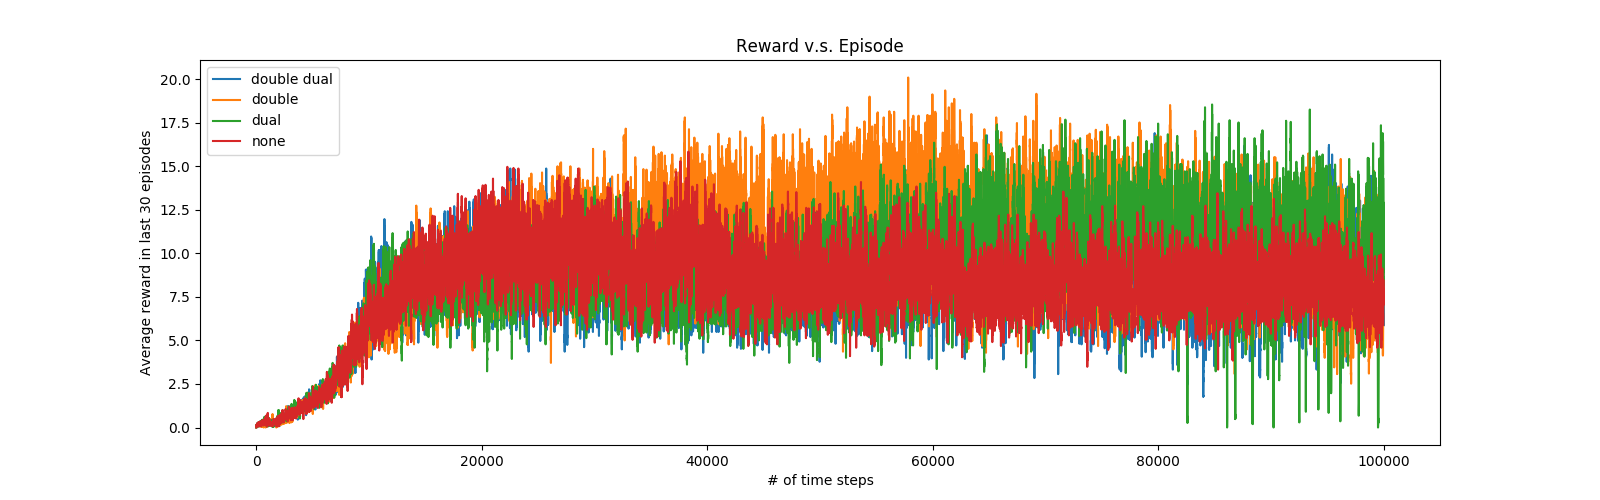 Reward v.s. Episode
double dual
double
dual
none
Average reward in last 30 episodes
20.0
17.5
15.0
12.5
10.0
7.5
5.0
2.5
0.0
0 20000 40000 60000 80000 100000
# of time steps